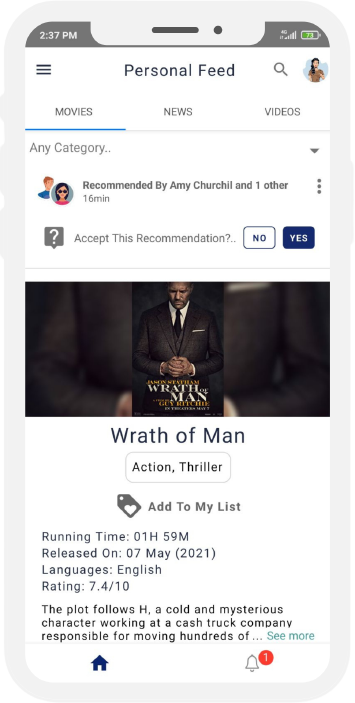 2:37 PM
4G
73
Personal Feed
MOVIES
NEWS
VIDEOS
Any Category..
Recommended By Amy Churchil and 1 other
16min
Accept This Recommendation?..
NO
YES
JASON STATHAM
WRATH OF
MAN
GUY RITCHIE
IN THEATERS MAY 7
Wrath of Man
Action, Thriller
Add To My List
Running Time: 01H 59M
Released On: 07 May (2021)
Languages: English
Rating: 7.4/10
The plot follows H, a cold and mysterious
character working at a cash truck company
responsible for moving hundreds of ... See more
1